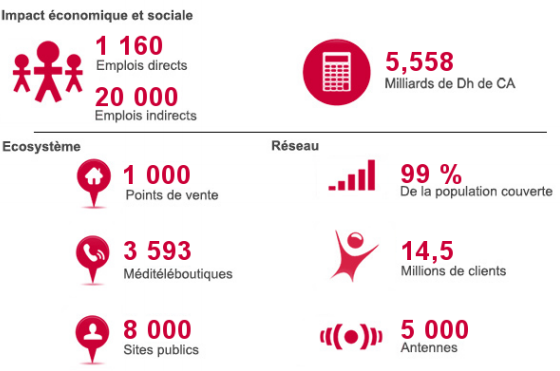 Impact économique et sociale
1 160
Emplois directs
20 000
Emplois indirects
5,558
Milliards de Dh de CA
Ecosystème
1 000
Points de vente
3 593
Méditéléboutiques
8 000
Sites publics
Réseau
99 %
De la population couverte
14,5
Millions de clients
5 000
Antennes